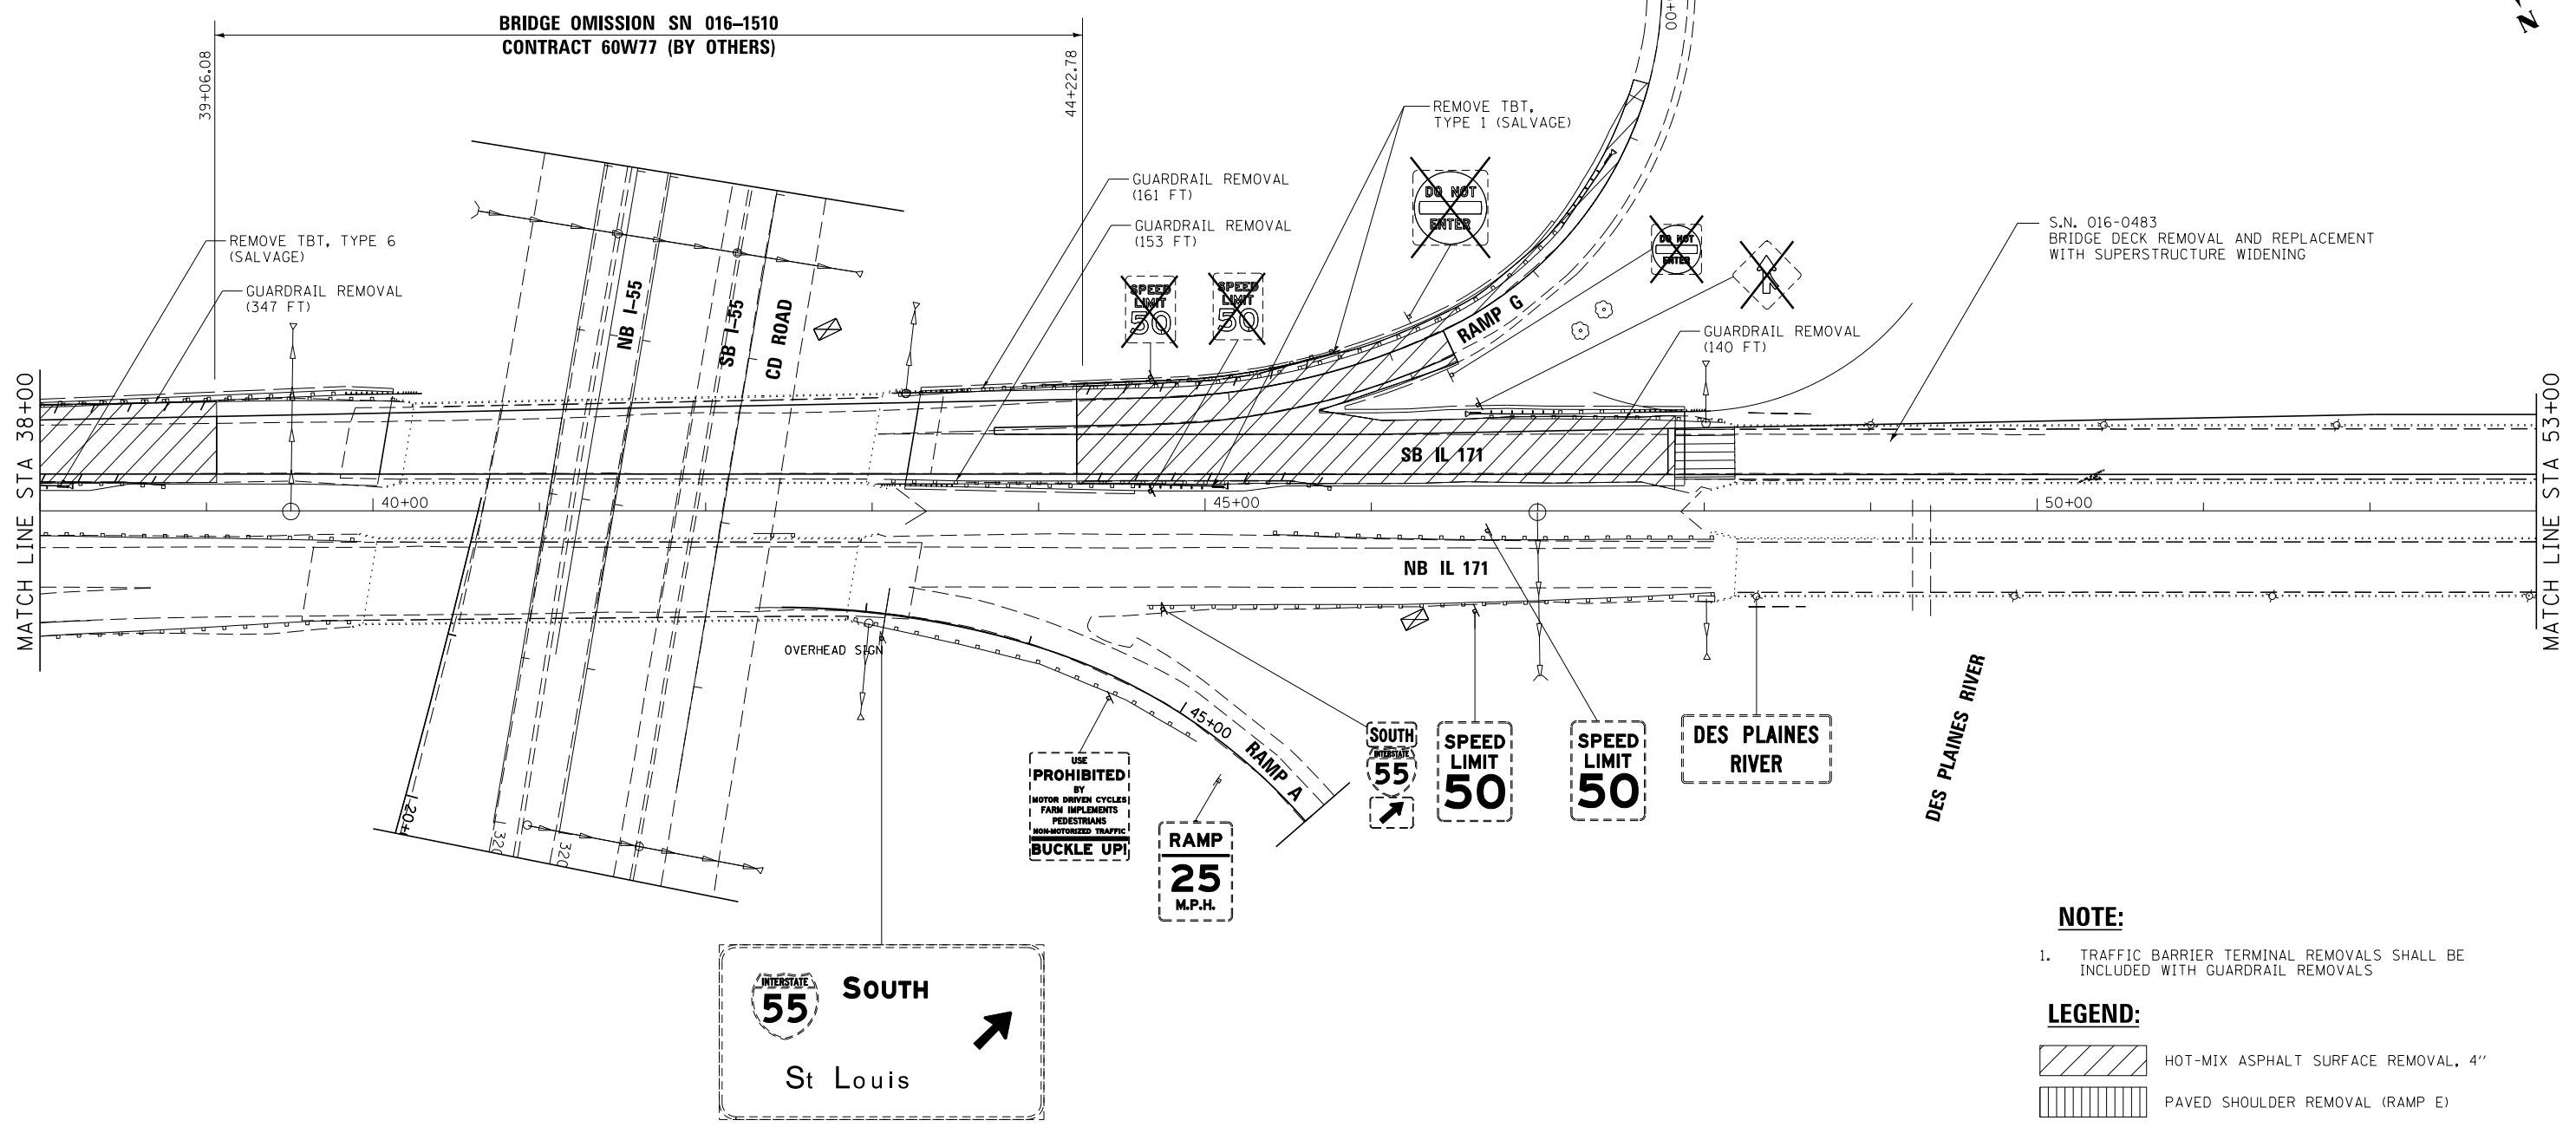 BRIDGE OMISSION SN 016-1510
CONTRACT 60W77 (BY OTHERS)
39+06.08
44+22.78
N
REMOVE TBT,
TYPE 1 (SALVAGE)
GUARDRAIL REMOVAL
(161 FT)
GUARDRAIL REMOVAL
(153 FT)
REMOVE TBT, TYPE 6
(SALVAGE)
GUARDRAIL REMOVAL
(347 FT)
NB I-55
SB I-55
CD ROAD
SPEED
LIMIT
50
SPEED
LIMIT
50
DO NOT
ENTER
DO NOT
ENTER
RAMP G
GUARDRAIL REMOVAL
(140 FT)
S.N. 016-0483
BRIDGE DECK REMOVAL AND REPLACEMENT
WITH SUPERSTRUCTURE WIDENING
MATCH LINE STA 38+00
MATCH LINE STA 53+00
SB IL 171
40+00
45+00
50+00
NB IL 171
OVERHEAD SIGN
45+00
RAMP A
320
320
USE
PROHIBITED
BY
MOTOR DRIVEN CYCLES
FARM IMPLEMENTS
PEDESTRIANS
NON-MOTORIZED TRAFFIC
BUCKLE UP!
RAMP
25
M.P.H.
SOUTH
INTERSTATE
55
SPEED
LIMIT
50
SPEED
LIMIT
50
DES PLAINES
RIVER
DES PLAINES RIVER
INTERSTATE
55
SOUTH
St Louis
NOTE:
1. TRAFFIC BARRIER TERMINAL REMOVALS SHALL BE
INCLUDED WITH GUARDRAIL REMOVALS
LEGEND:
HOT-MIX ASPHALT SURFACE REMOVAL, 4"
PAVED SHOULDER REMOVAL (RAMP E)